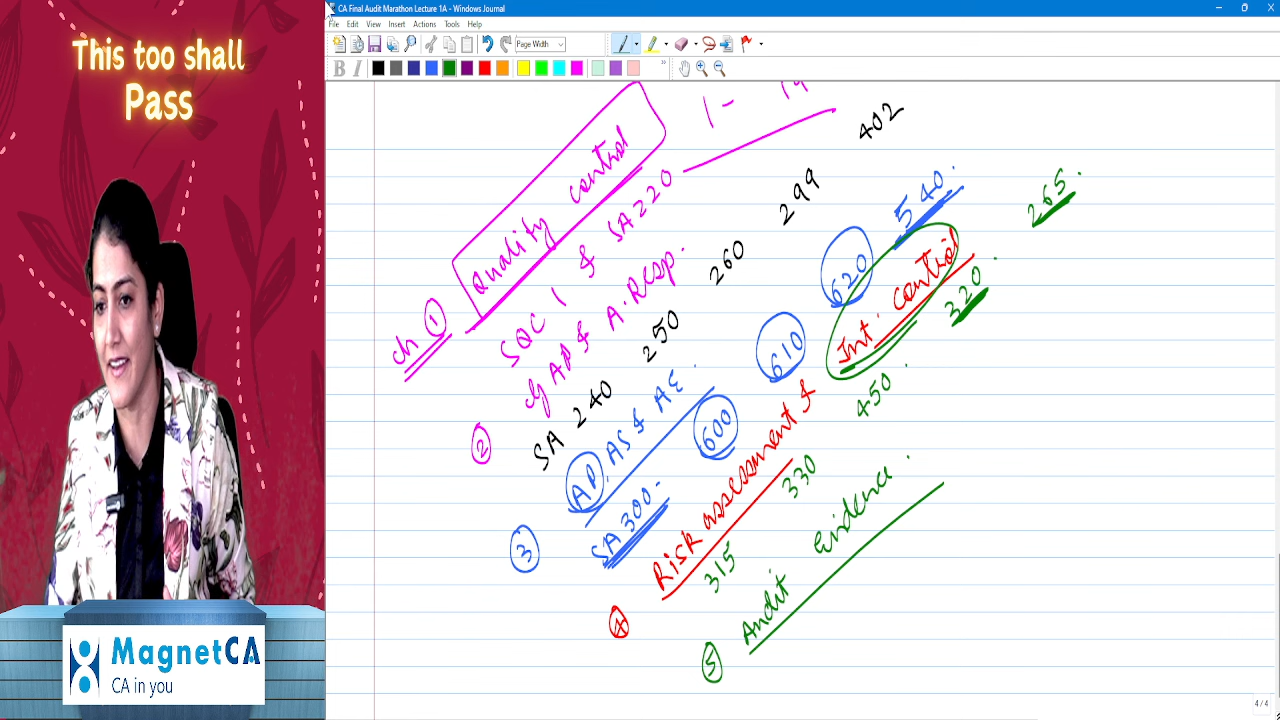 CA Final Audit Marathon Lecture 1A - Windows Journal
File Edit View Insert Actions Tools Help
Page Width
B I
This too shall
Pass
1 -
ch 1 Quality control
SQC 1 & SA 220
2 & A. Resp.
SA 240 250 260 299 402
3 AP, AS & AE.
SA 300 - 600 610 620 540.
4 Risk assessment & Int. control
315 330 450. 320. 265.
5 Audit Evidence.
MagnetCA
CA in you
4 / 4